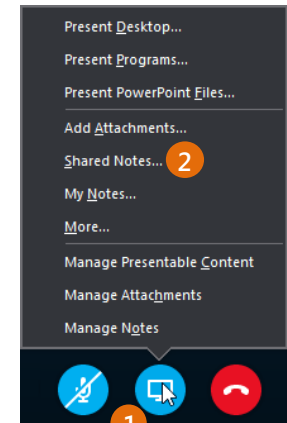 Present Desktop...
Present Programs...
Present PowerPoint Files...
Add Attachments...
Shared Notes... 2
My Notes...
More...
Manage Presentable Content
Manage Attachments
Manage Notes
1